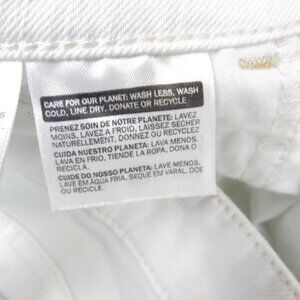 CARE FOR OUR PLANET: WASH LESS, WASH
COLD, LINE DRY, DONATE OR RECYCLE
PRENEZ SOIN DE NOTRE PLANETE: LAVEZ
MOINS, LAVEZ A FROID, LAISSEZ SECHER
NATURELLEMENT, DONNEZ OU RECYCLEZ
CUIDA NUESTRO PLANETA: LAVA MENOS,
LAVA EN FRIO, TIENDE LA ROPA, DONA O
RECICLA.
CUIDE DO NOSSO PLANETA: LAVE MENOS,
LAVE EM ÁGUA FRIA, SEQUE EM VARAL. DOE
OU RECICLE.